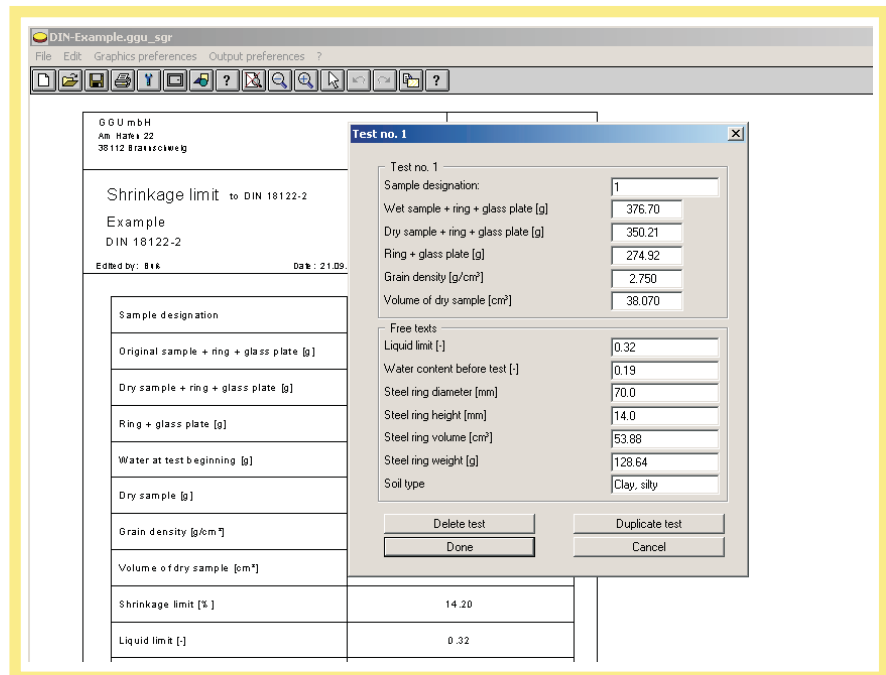 DIN-Example.ggu_sgr
File Edit Graphics preferences Output preferences ?
GGU mbH
Am Hafen 22
38112 Braunschweig
Shrinkage limit to DIN 18122-2
Example
DIN 18122-2
Edited by: Buß Date: 21.09.
Sample designation
Original sample + ring + glass plate [g]
Dry sample + ring + glass plate [g]
Ring + glass plate [g]
Water at test beginning [g]
Dry sample [g]
Grain density [g/cm³]
Volume of dry sample [cm³]
Shrinkage limit [%] 14.20
Liquid limit [-] 0.32
Test no. 1
Test no. 1
Sample designation: 1
Wet sample + ring + glass plate [g] 376.70
Dry sample + ring + glass plate [g] 350.21
Ring + glass plate [g] 274.92
Grain density [g/cm³] 2.750
Volume of dry sample [cm³] 38.070
Free texts
Liquid limit [-] 0.32
Water content before test [-] 0.19
Steel ring diameter [mm] 70.0
Steel ring height [mm] 14.0
Steel ring volume [cm³] 53.88
Steel ring weight [g] 128.64
Soil type Clay, silty
Delete test Duplicate test
Done Cancel